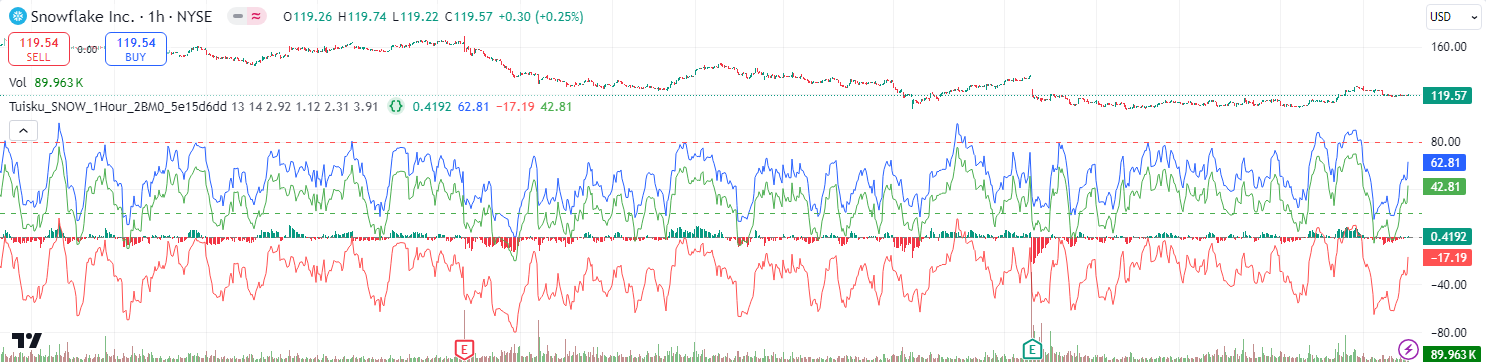 Snowflake Inc. · 1h · NYSE O119.26 H119.74 L119.22 C119.57 +0.30 (+0.25%)
USD
119.54 SELL
0.00
119.54 BUY
160.00
Vol 89.963 K
119.57
Tuisku_SNOW_1Hour_2BM0_5e15d6dd 13 14 2.92 1.12 2.31 3.91 {} 0.4192 62.81 −17.19 42.81
80.00
62.81
42.81
0.4192
−17.19
−40.00
−80.00
E
E
89.963 K